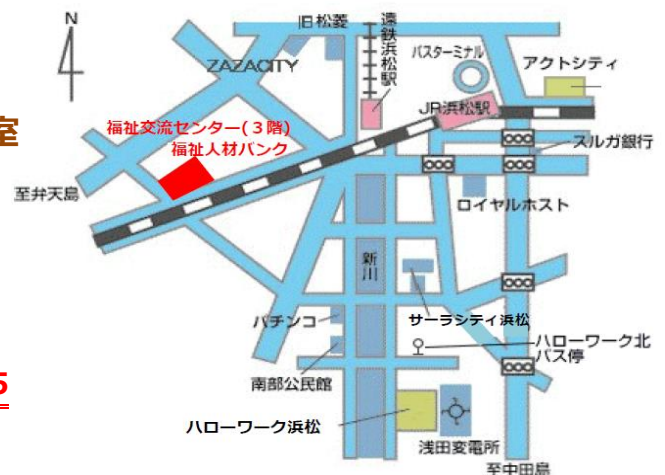 N
旧松菱
遠鉄浜松駅
バスターミナル
アクトシティ
ZAZACITY
JR浜松駅
室
福祉交流センター(３階)
福祉人材バンク
スルガ銀行
至弁天島
ロイヤルホスト
新川
パチンコ
サーラシティ浜松
ハローワーク北
バス停
南部公民館
5
ハローワーク浜松
浅田変電所
至中田島